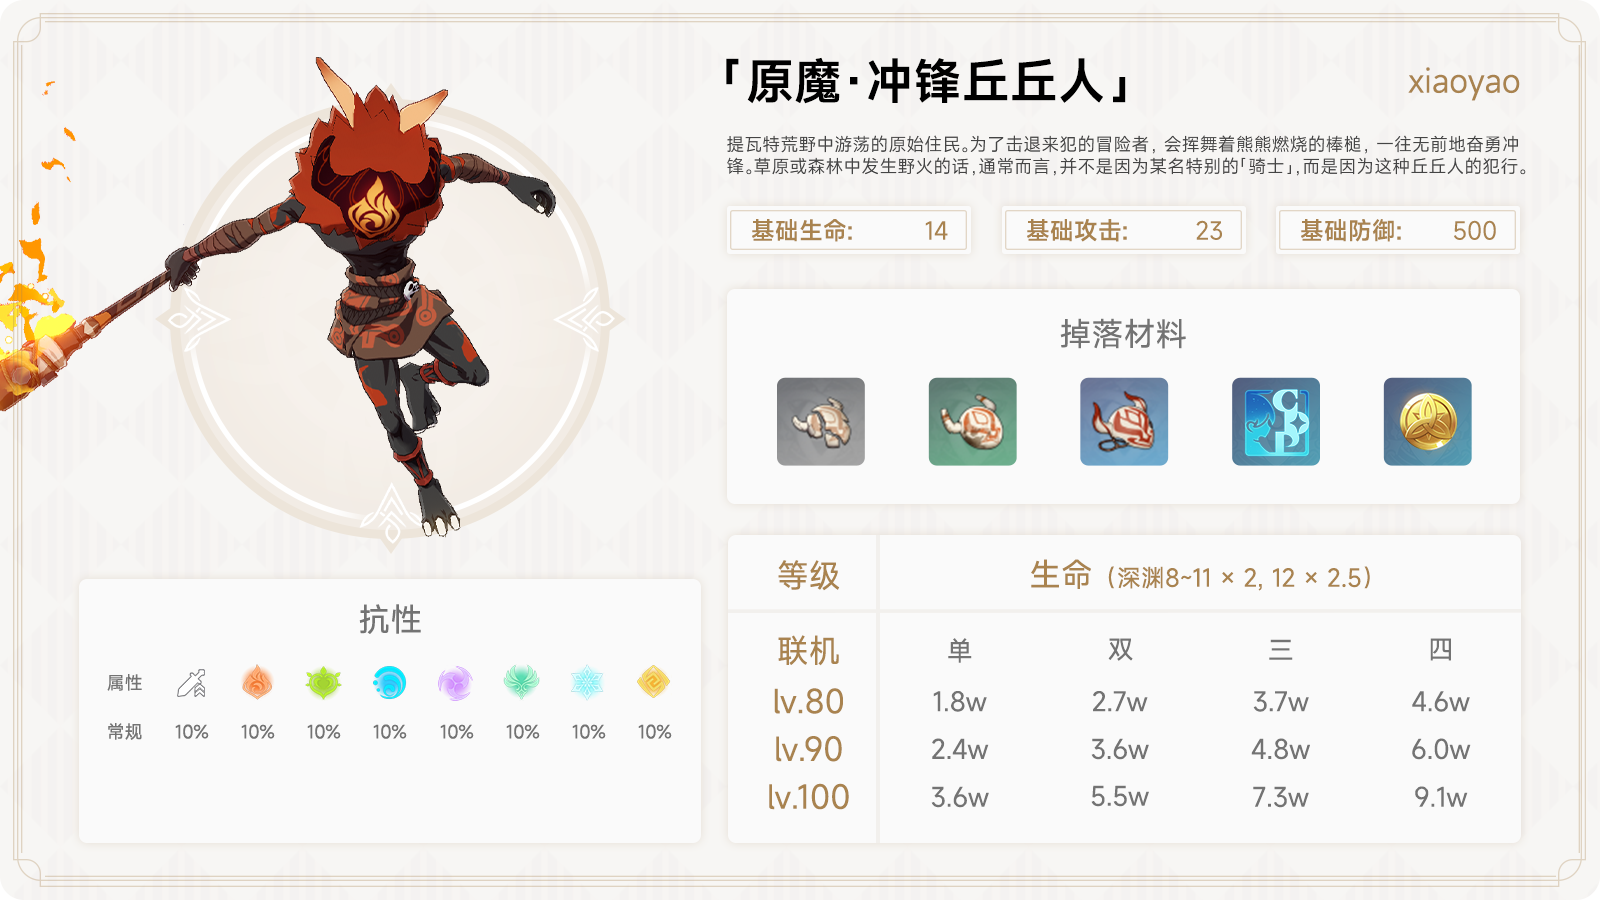 「原魔·冲锋丘丘人」
xiaoyao
提瓦特荒野中游荡的原始住民。为了击退来犯的冒险者，会挥舞着熊熊燃烧的棒槌，一往无前地奋勇冲
锋。草原或森林中发生野火的话，通常而言，并不是因为某名特别的「骑士」，而是因为这种丘丘人的犯行。
基础生命: 14
基础攻击: 23
基础防御: 500
掉落材料
COP
抗性
属性
常规 10% 10% 10% 10% 10% 10% 10% 10%
等级 生命（深渊8~11 × 2, 12 × 2.5）
联机 单 双 三 四
lv.80 1.8w 2.7w 3.7w 4.6w
lv.90 2.4w 3.6w 4.8w 6.0w
lv.100 3.6w 5.5w 7.3w 9.1w